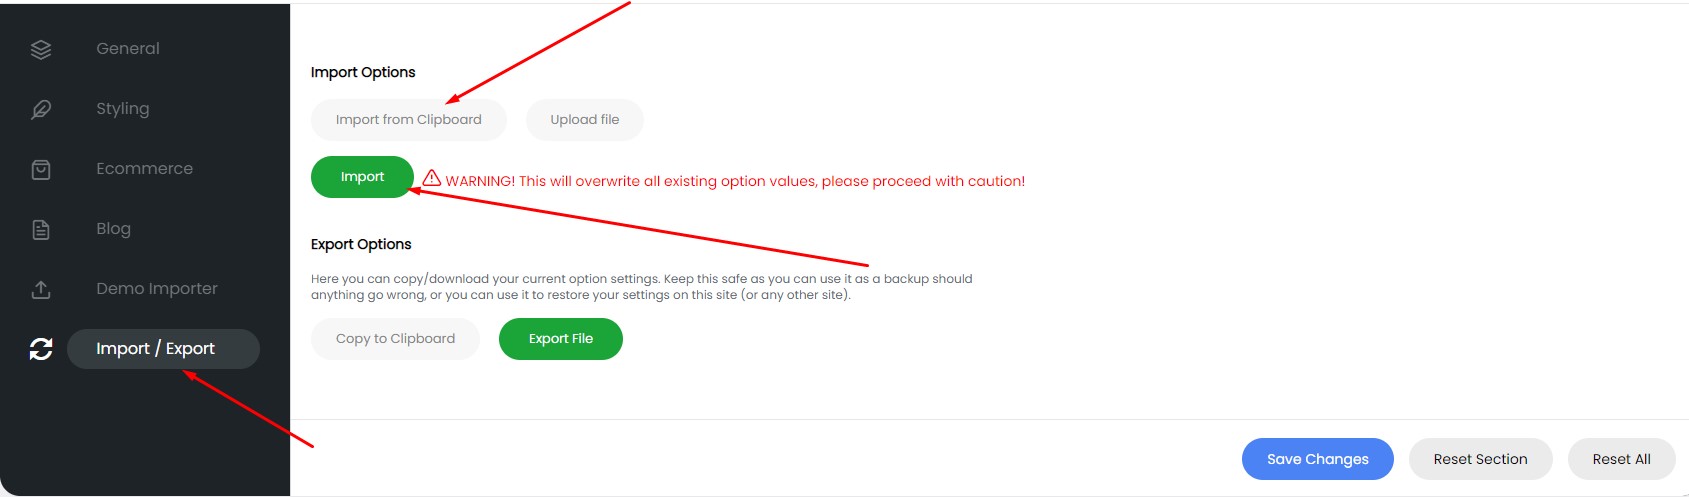 General
Styling
Ecommerce
Blog
Demo Importer
Import / Export
Import Options
Import from Clipboard
Upload file
Import
WARNING! This will overwrite all existing option values, please proceed with caution!
Export Options
Here you can copy/download your current option settings. Keep this safe as you can use it as a backup should
anything go wrong, or you can use it to restore your settings on this site (or any other site).
Copy to Clipboard
Export File
Save Changes
Reset Section
Reset All